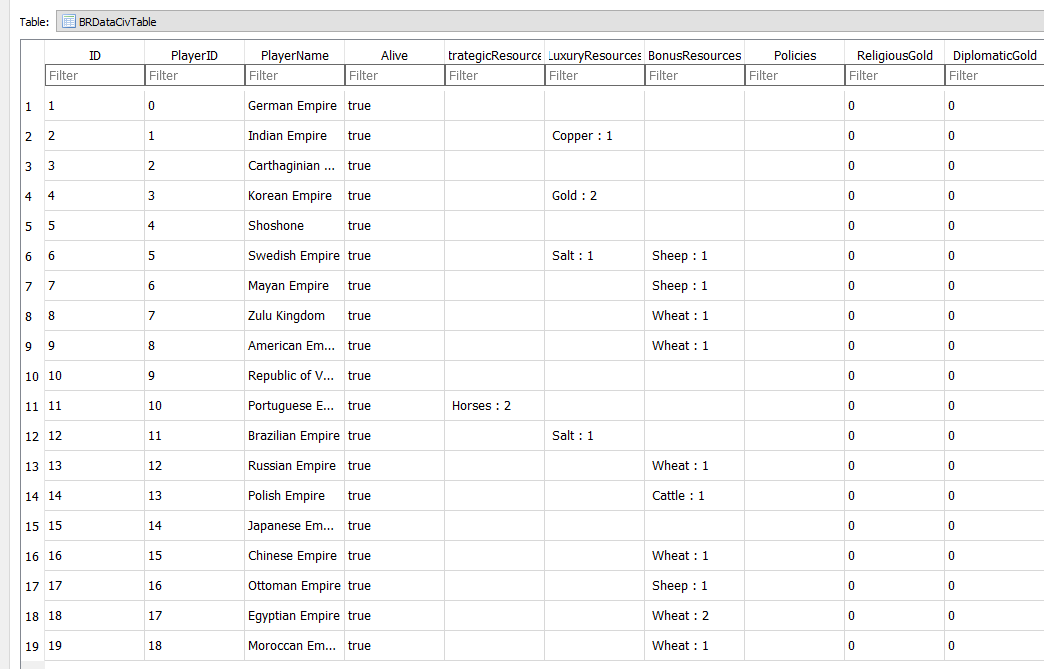 Table: BRDataCivTable
ID PlayerID PlayerName Alive trategicResource LuxuryResources BonusResources Policies ReligiousGold DiplomaticGold
Filter Filter Filter Filter Filter Filter Filter Filter Filter Filter
1 1 0 German Empire true 0 0
2 2 1 Indian Empire true Copper : 1 0 0
3 3 2 Carthaginian ... true 0 0
4 4 3 Korean Empire true Gold : 2 0 0
5 5 4 Shoshone true 0 0
6 6 5 Swedish Empire true Salt : 1 Sheep : 1 0 0
7 7 6 Mayan Empire true Sheep : 1 0 0
8 8 7 Zulu Kingdom true Wheat : 1 0 0
9 9 8 American Em... true Wheat : 1 0 0
10 10 9 Republic of V... true 0 0
11 11 10 Portuguese E... true Horses : 2 0 0
12 12 11 Brazilian Empire true Salt : 1 0 0
13 13 12 Russian Empire true Wheat : 1 0 0
14 14 13 Polish Empire true Cattle : 1 0 0
15 15 14 Japanese Em... true 0 0
16 16 15 Chinese Empire true Wheat : 1 0 0
17 17 16 Ottoman Empire true Sheep : 1 0 0
18 18 17 Egyptian Empire true Wheat : 2 0 0
19 19 18 Moroccan Em... true Wheat : 1 0 0